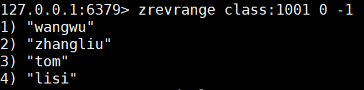 127.0.0.1:6379> zrevrange class:1001 0 -1
1) "wangwu"
2) "zhangliu"
3) "tom"
4) "lisi"